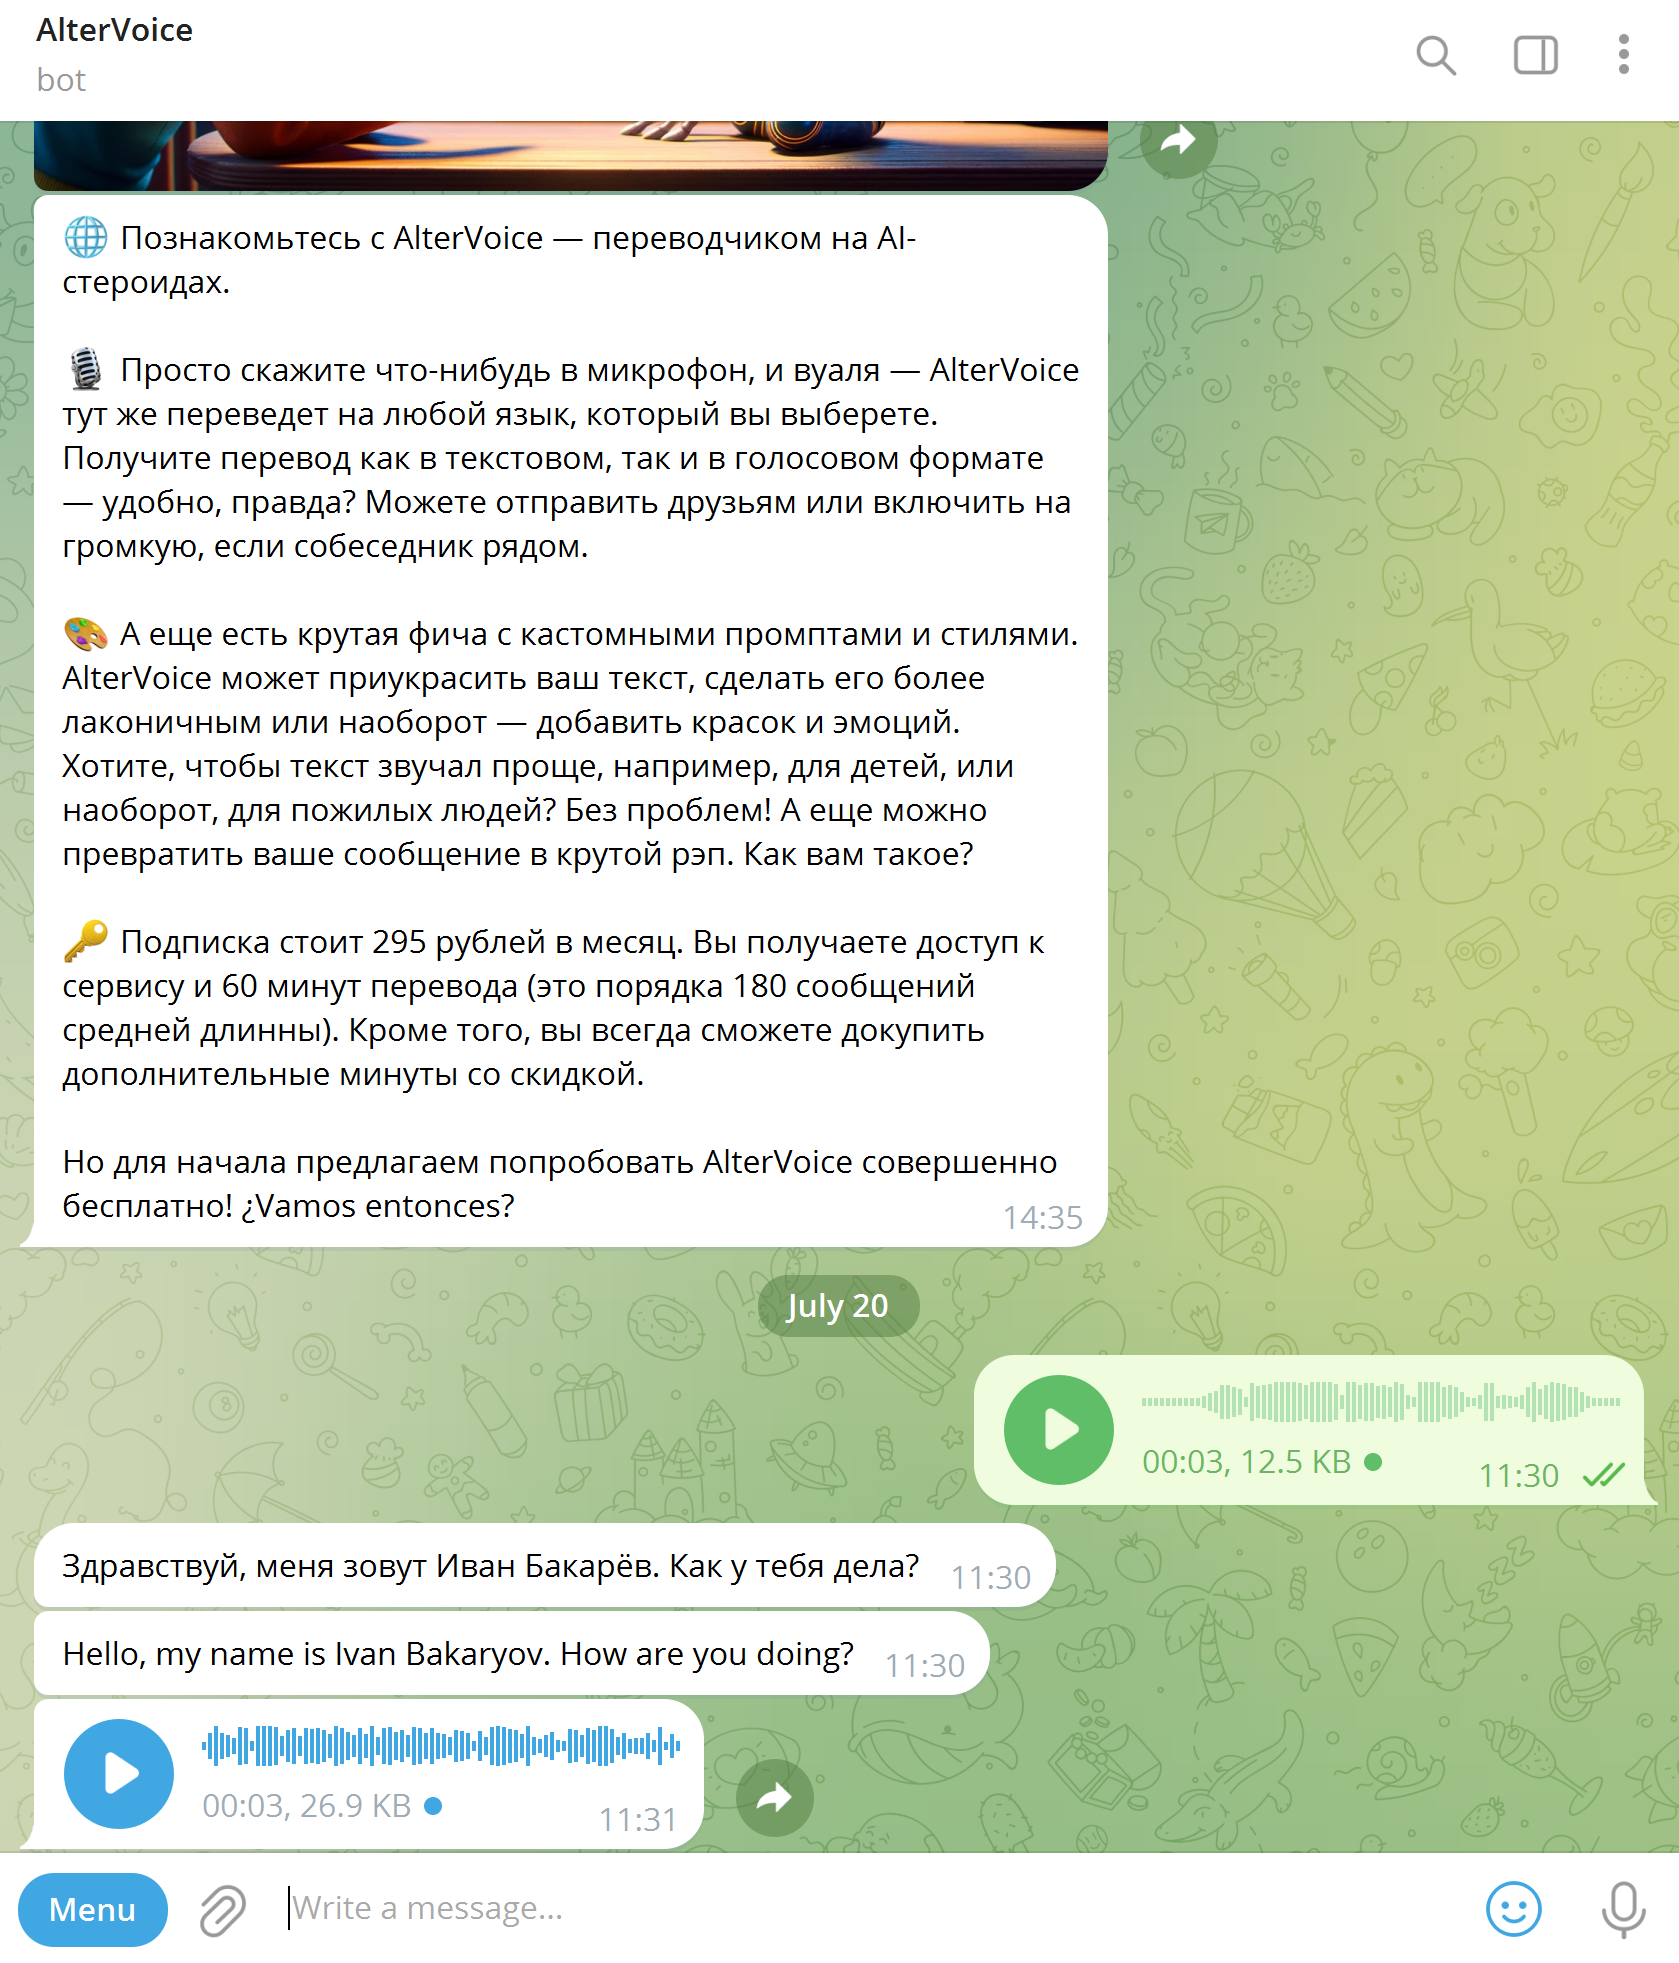 AlterVoice
bot
🌐 Познакомьтесь с AlterVoice — переводчиком на AI-
стероидах.
🎙 Просто скажите что-нибудь в микрофон, и вуаля — AlterVoice
тут же переведет на любой язык, который вы выберете.
Получите перевод как в текстовом, так и в голосовом формате
— удобно, правда? Можете отправить друзьям или включить на
громкую, если собеседник рядом.
🎨 А еще есть крутая фича с кастомными промптами и стилями.
AlterVoice может приукрасить ваш текст, сделать его более
лаконичным или наоборот — добавить красок и эмоций.
Хотите, чтобы текст звучал проще, например, для детей, или
наоборот, для пожилых людей? Без проблем! А еще можно
превратить ваше сообщение в крутой рэп. Как вам такое?
🔑 Подписка стоит 295 рублей в месяц. Вы получаете доступ к
сервису и 60 минут перевода (это порядка 180 сообщений
средней длинны). Кроме того, вы всегда сможете докупить
дополнительные минуты со скидкой.
Но для начала предлагаем попробовать AlterVoice совершенно
бесплатно! ¿Vamos entonces?
14:35
July 20
00:03, 12.5 KB
11:30
Здравствуй, меня зовут Иван Бакарёв. Как у тебя дела? 11:30
Hello, my name is Ivan Bakaryov. How are you doing? 11:30
00:03, 26.9 KB
11:31
Menu
Write a message...